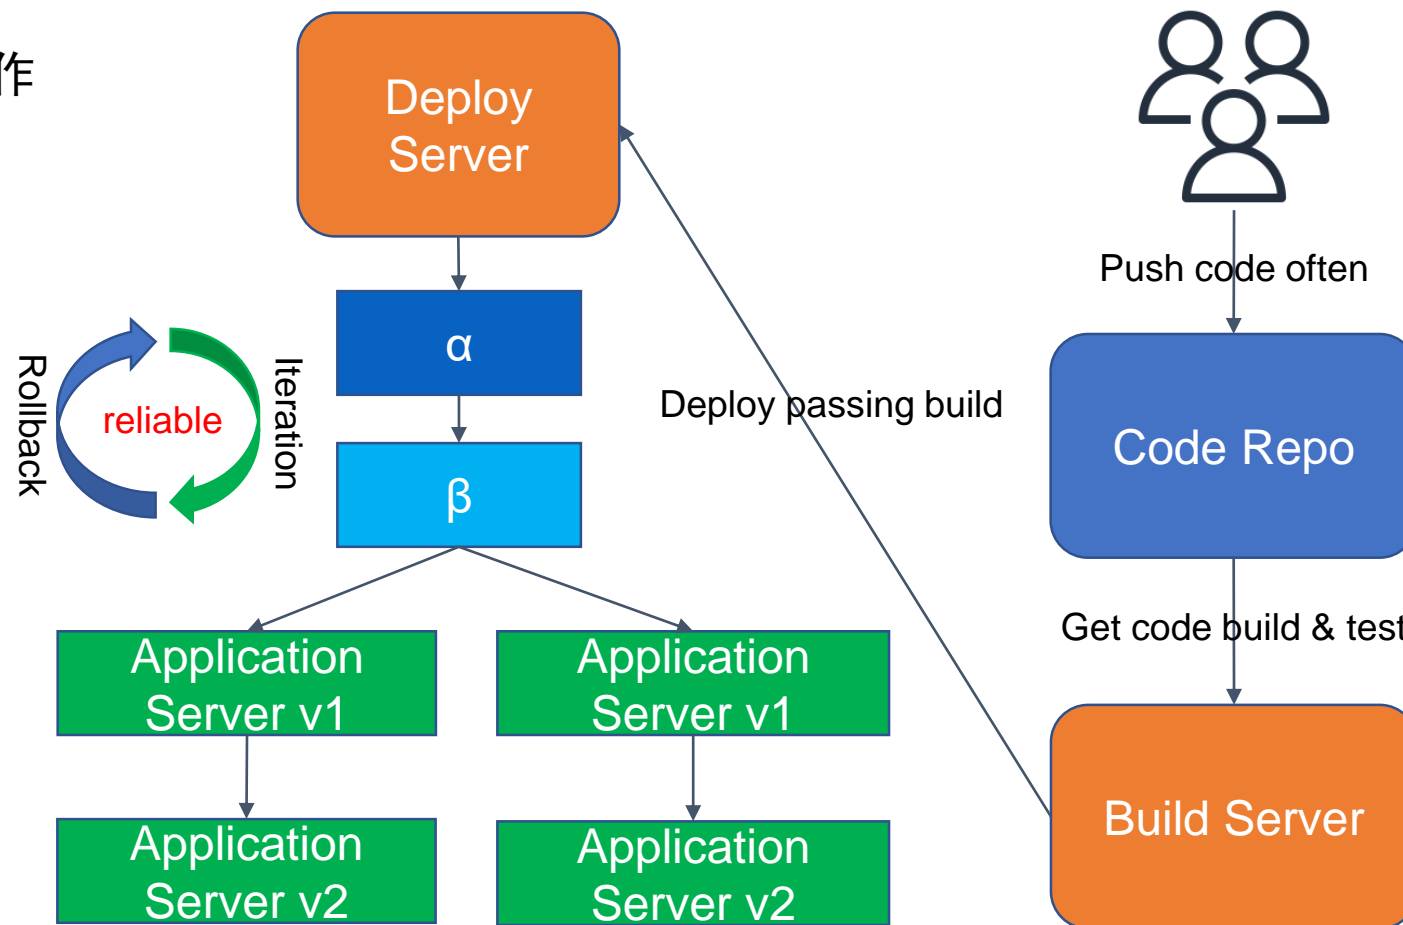 作
Deploy
Server
Push code often
α
Rollback
reliable
Iteration
Deploy passing build
Code Repo
β
Get code build & test
Application
Server v1
Application
Server v1
Build Server
Application
Server v2
Application
Server v2